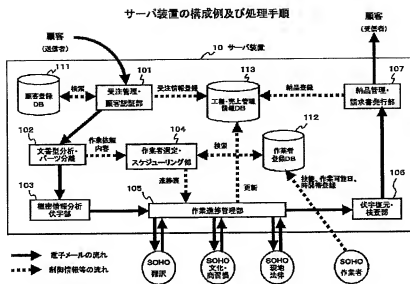 サーバ装置の構成例及び処理手順
顧客
(送信者)
顧客
(受信者)
10 サーバ装置
111
顧客登録
DB
検索
101
受注管理・
顧客認証部
受注情報登録
113
工程・売上管理
情報DB
納品登録
107
納品管理・
請求書発行部
102
文書型分析・
パーツ分離
作業依頼
内容
104
作業者選定・
スケジューリング部
検索
112
作業者
登録DB
103
機密情報分析
伏字部
進捗表
更新
技能、作業可能日、
時間帯登録
106
伏字復元・
検査部
105
作業進捗管理部
電子メールの流れ
制御情報等の流れ
SOHO
翻訳
SOHO
文化・
商習慣
SOHO
現地
法律
SOHO
作業者